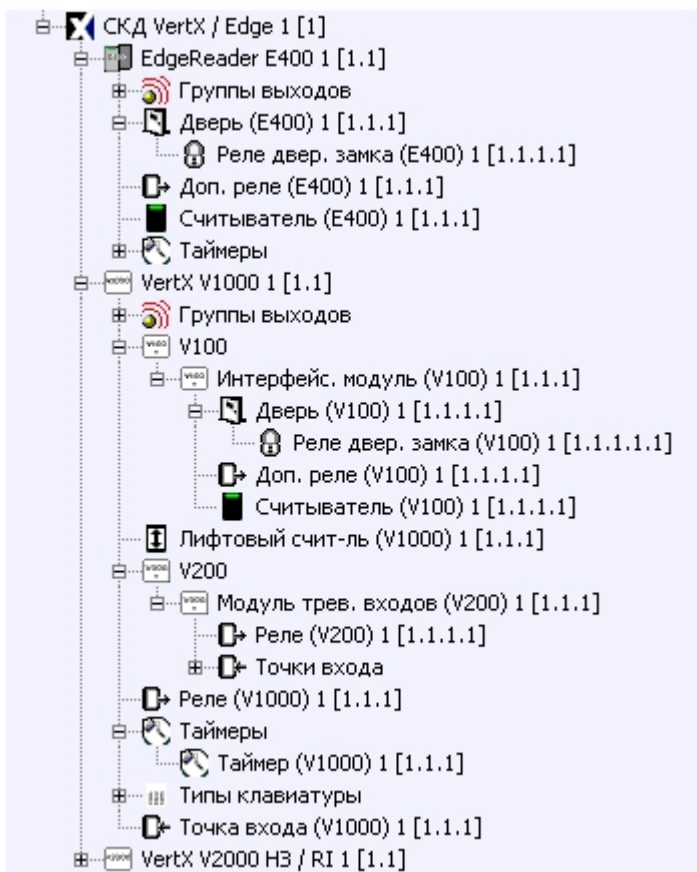 СКД VertX / Edge 1 [1]
EdgeReader E400 1 [1.1]
Группы выходов
Дверь (E400) 1 [1.1.1]
Реле двер. замка (E400) 1 [1.1.1.1]
Доп. реле (E400) 1 [1.1.1]
Считыватель (E400) 1 [1.1.1]
Таймеры
VertX V1000 1 [1.1]
Группы выходов
V100
Интерфейс. модуль (V100) 1 [1.1.1]
Дверь (V100) 1 [1.1.1.1]
Реле двер. замка (V100) 1 [1.1.1.1.1]
Доп. реле (V100) 1 [1.1.1.1]
Считыватель (V100) 1 [1.1.1.1]
Лифтовый счит-ль (V1000) 1 [1.1.1]
V200
Модуль трев. входов (V200) 1 [1.1.1]
Реле (V200) 1 [1.1.1.1]
Точки входа
Реле (V1000) 1 [1.1.1]
Таймеры
Таймер (V1000) 1 [1.1.1]
Типы клавиатуры
Точка входа (V1000) 1 [1.1.1]
VertX V2000 НЗ / RI 1 [1.1]